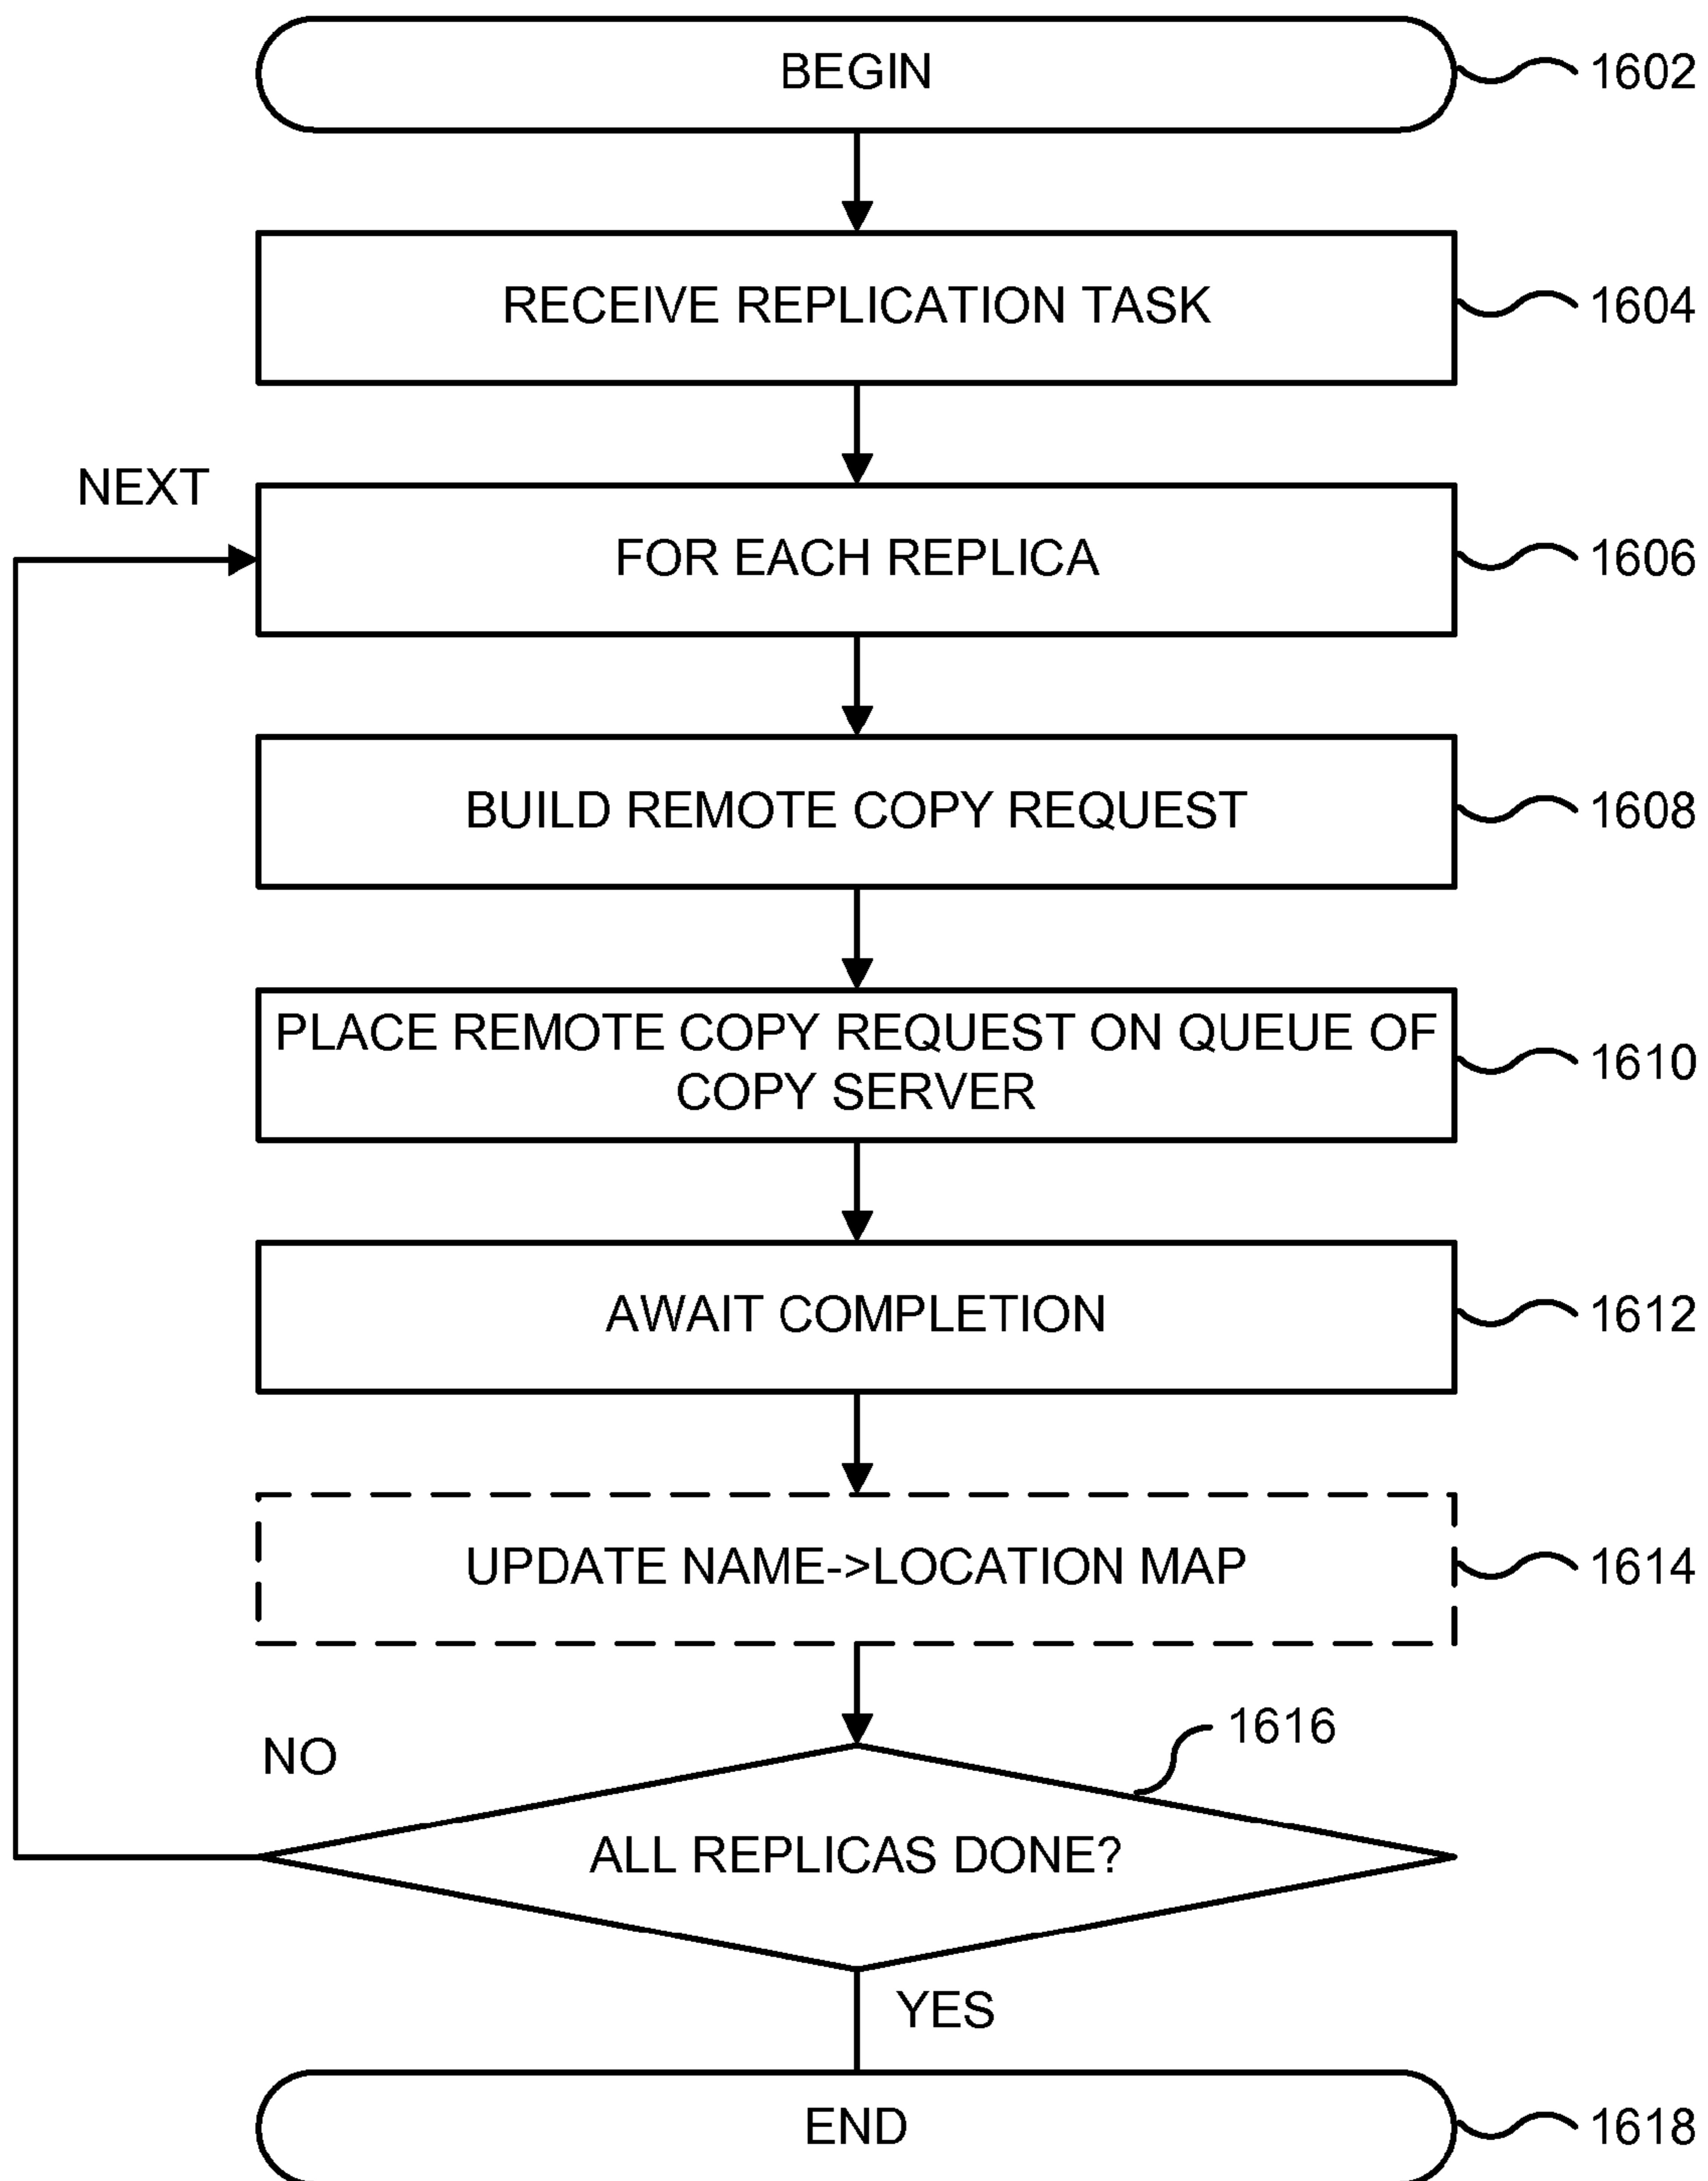 BEGIN
1602
RECEIVE REPLICATION TASK
1604
NEXT
FOR EACH REPLICA
1606
BUILD REMOTE COPY REQUEST
1608
PLACE REMOTE COPY REQUEST ON QUEUE OF
COPY SERVER
1610
AWAIT COMPLETION
1612
UPDATE NAME->LOCATION MAP
1614
1616
NO
ALL REPLICAS DONE?
YES
END
1618